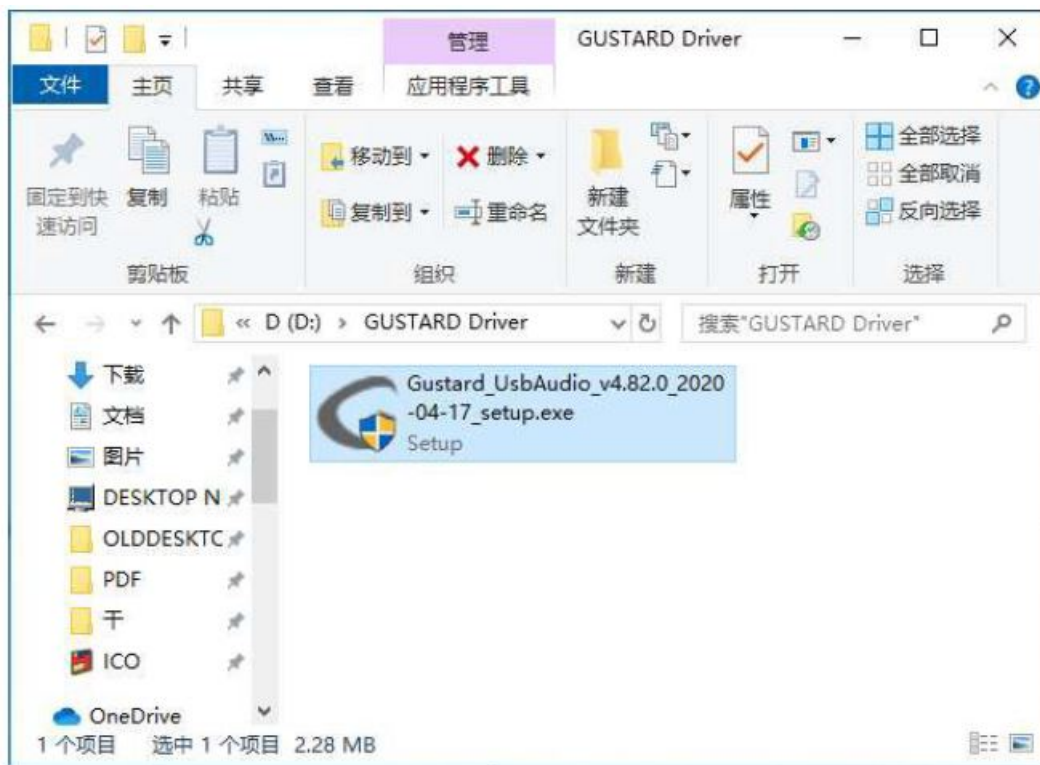 管理
GUSTARD Driver
文件
主页
共享
查看
应用程序工具
固定到快
速访问
复制
粘贴
剪贴板
移动到
复制到
删除
重命名
组织
新建
文件夹
新建
属性
打开
全部选择
全部取消
反向选择
选择
« D (D:) › GUSTARD Driver
搜索"GUSTARD Driver"
下载
文档
图片
DESKTOP N
OLDDESKTC
PDF
干
ICO
OneDrive
Gustard_UsbAudio_v4.82.0_2020
-04-17_setup.exe
Setup
1 个项目 选中 1 个项目 2.28 MB